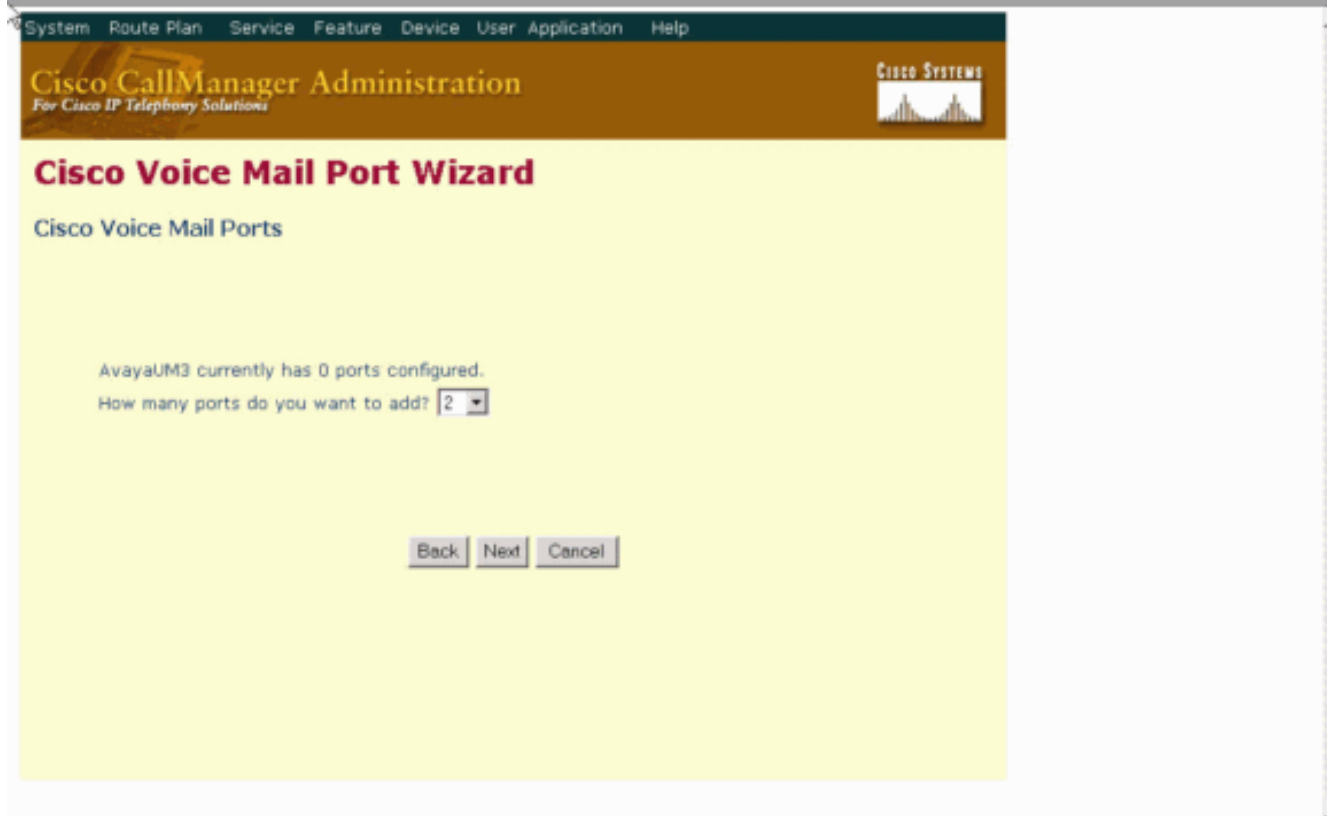 System Route Plan Service Feature Device User Application Help
Cisco CallManager Administration
For Cisco IP Telephony Solutions
CISCO SYSTEMS
Cisco Voice Mail Port Wizard
Cisco Voice Mail Ports
AvayaUM3 currently has 0 ports configured.
How many ports do you want to add? 2
Back Next Cancel